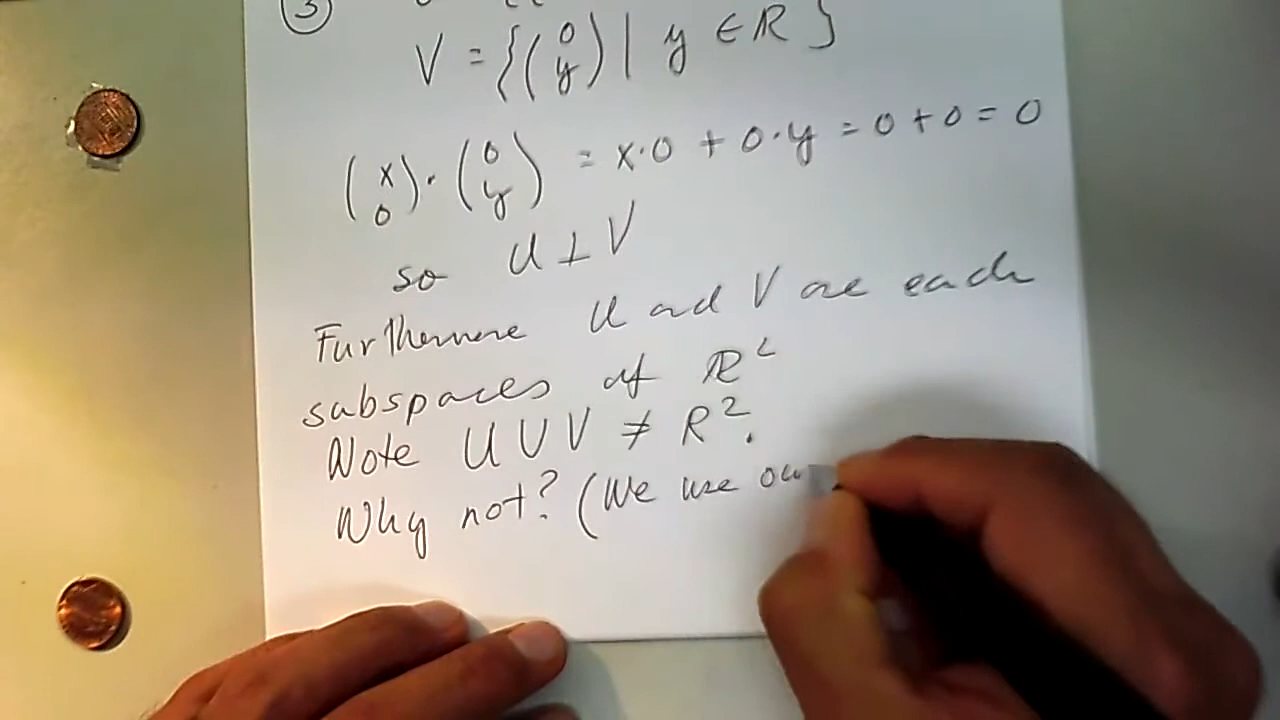 3
V = {(0 y) | y ∈ R}
(x 0) · (0 y) = x·0 + 0·y = 0 + 0 = 0
so U ⊥ V
Furthermore U and V are each
subspaces of R²
Note U ∪ V ≠ R².
Why not? (We use